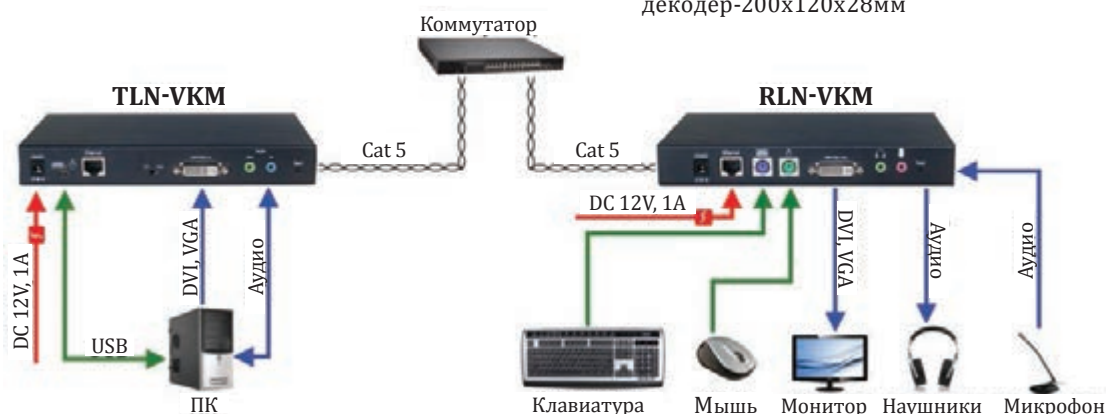 декодер-200х120х28мм
Коммутатор
TLN-VKM
RLN-VKM
Cat 5
Cat 5
DC 12V, 1A
DC 12V, 1A
USB
DVI, VGA
Аудио
DVI, VGA
Аудио
Аудио
ПК
Клавиатура
Мышь
Монитор
Наушники
Микрофон